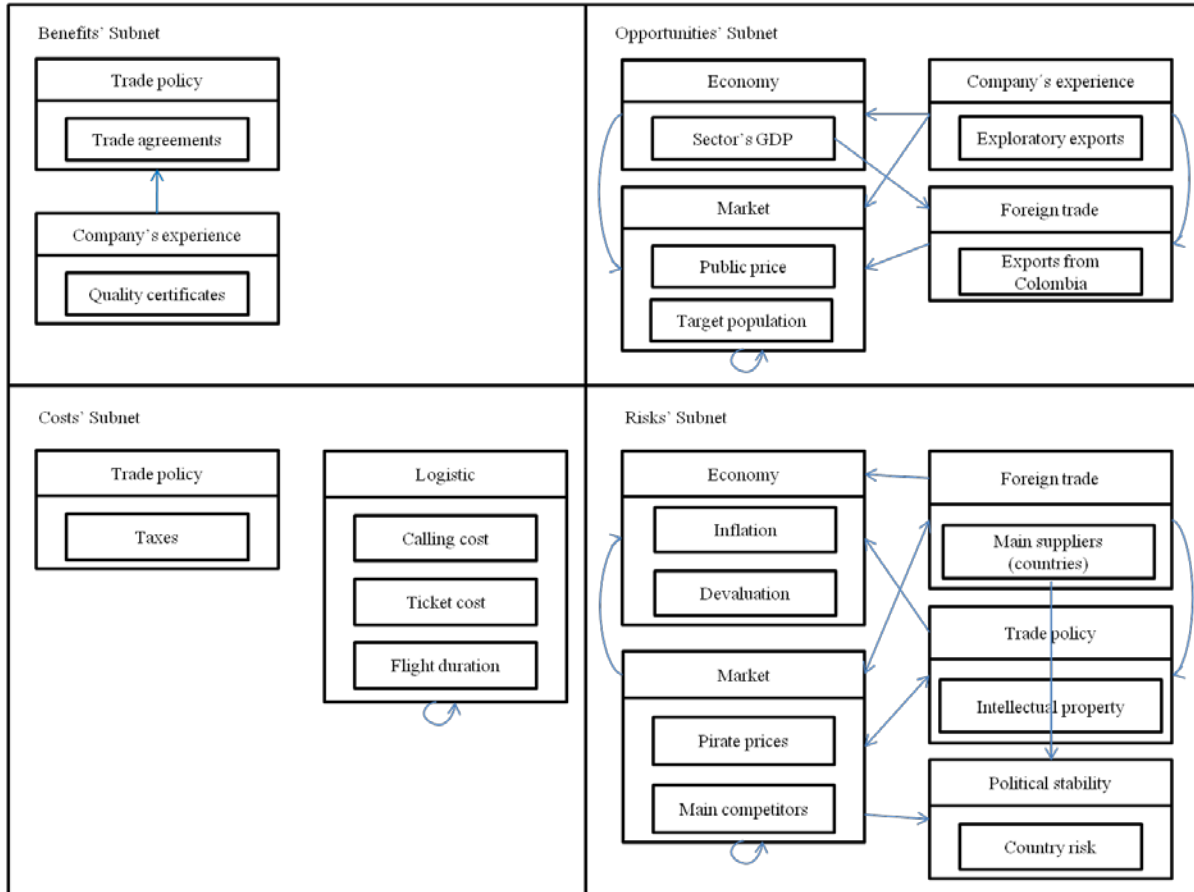 Benefits' Subnet
Trade policy
Trade agreements
Company´s experience
Quality certificates
Opportunities' Subnet
Economy
Sector's GDP
Market
Public price
Target population
Company´s experience
Exploratory exports
Foreign trade
Exports from
Colombia
Costs' Subnet
Trade policy
Taxes
Logistic
Calling cost
Ticket cost
Flight duration
Risks' Subnet
Economy
Inflation
Devaluation
Market
Pirate prices
Main competitors
Foreign trade
Main suppliers
(countries)
Trade policy
Intellectual property
Political stability
Country risk